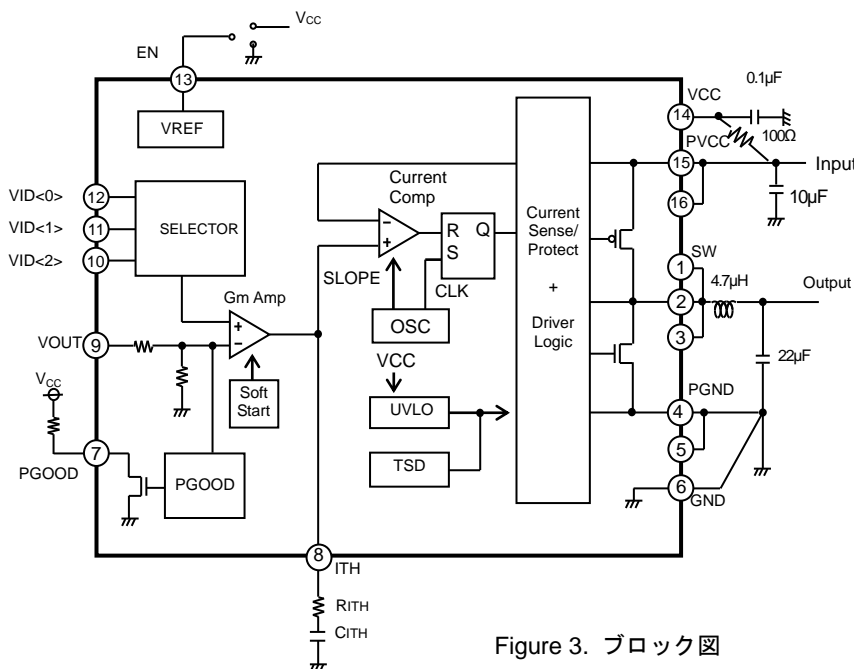 VCC
EN
13
VREF
0.1µF
VCC
14
100Ω
PVCC
15
Input
10µF
16
VID<0>
12
VID<1>
11
VID<2>
10
SELECTOR
Current
Comp
−
+
R
Q
S
SLOPE
CLK
OSC
Current
Sense/
Protect
+
Driver
Logic
SW
1
4.7µH
Output
2
3
22µF
Gm Amp
+
−
VOUT
9
Soft
Start
VCC
VCC
UVLO
TSD
PGND
4
5
6
GND
7
PGOOD
PGOOD
8
ITH
RITH
CITH
Figure 3. ブロック図